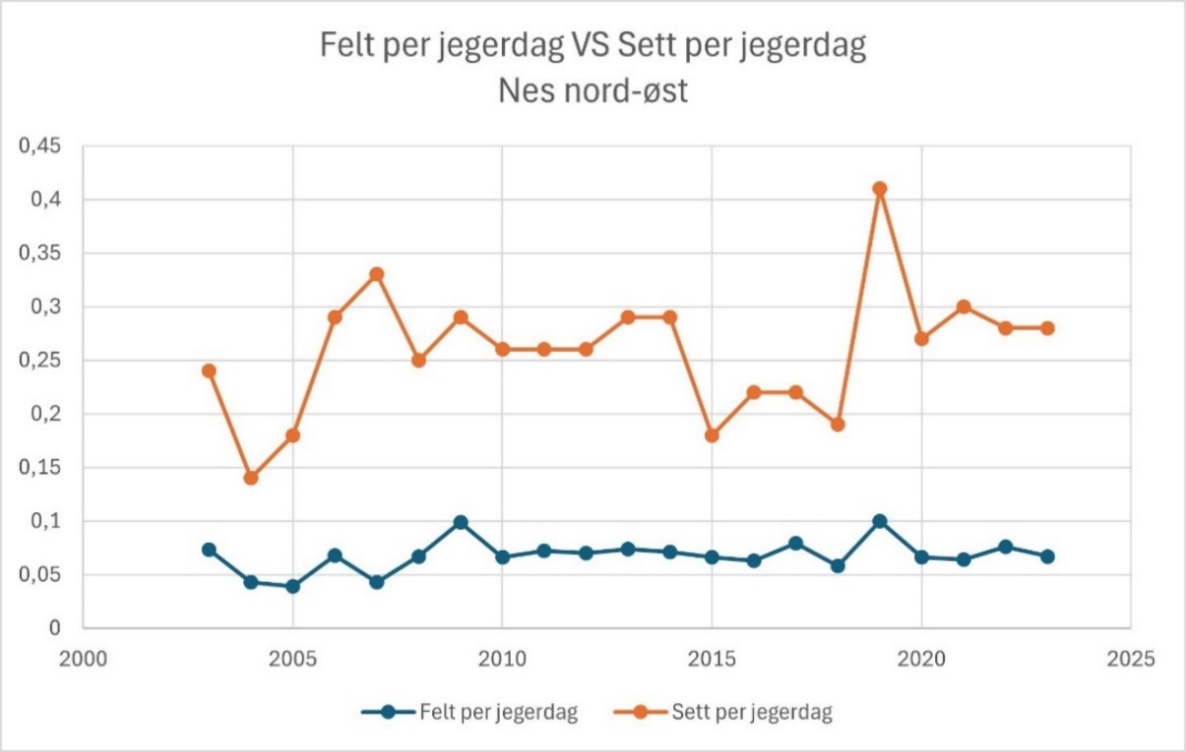 Felt per jegerdag VS Sett per jegerdag
Nes nord-øst
0,45
0,4
0,35
0,3
0,25
0,2
0,15
0,1
0,05
0
2000 2005 2010 2015 2020 2025
Felt per jegerdag Sett per jegerdag